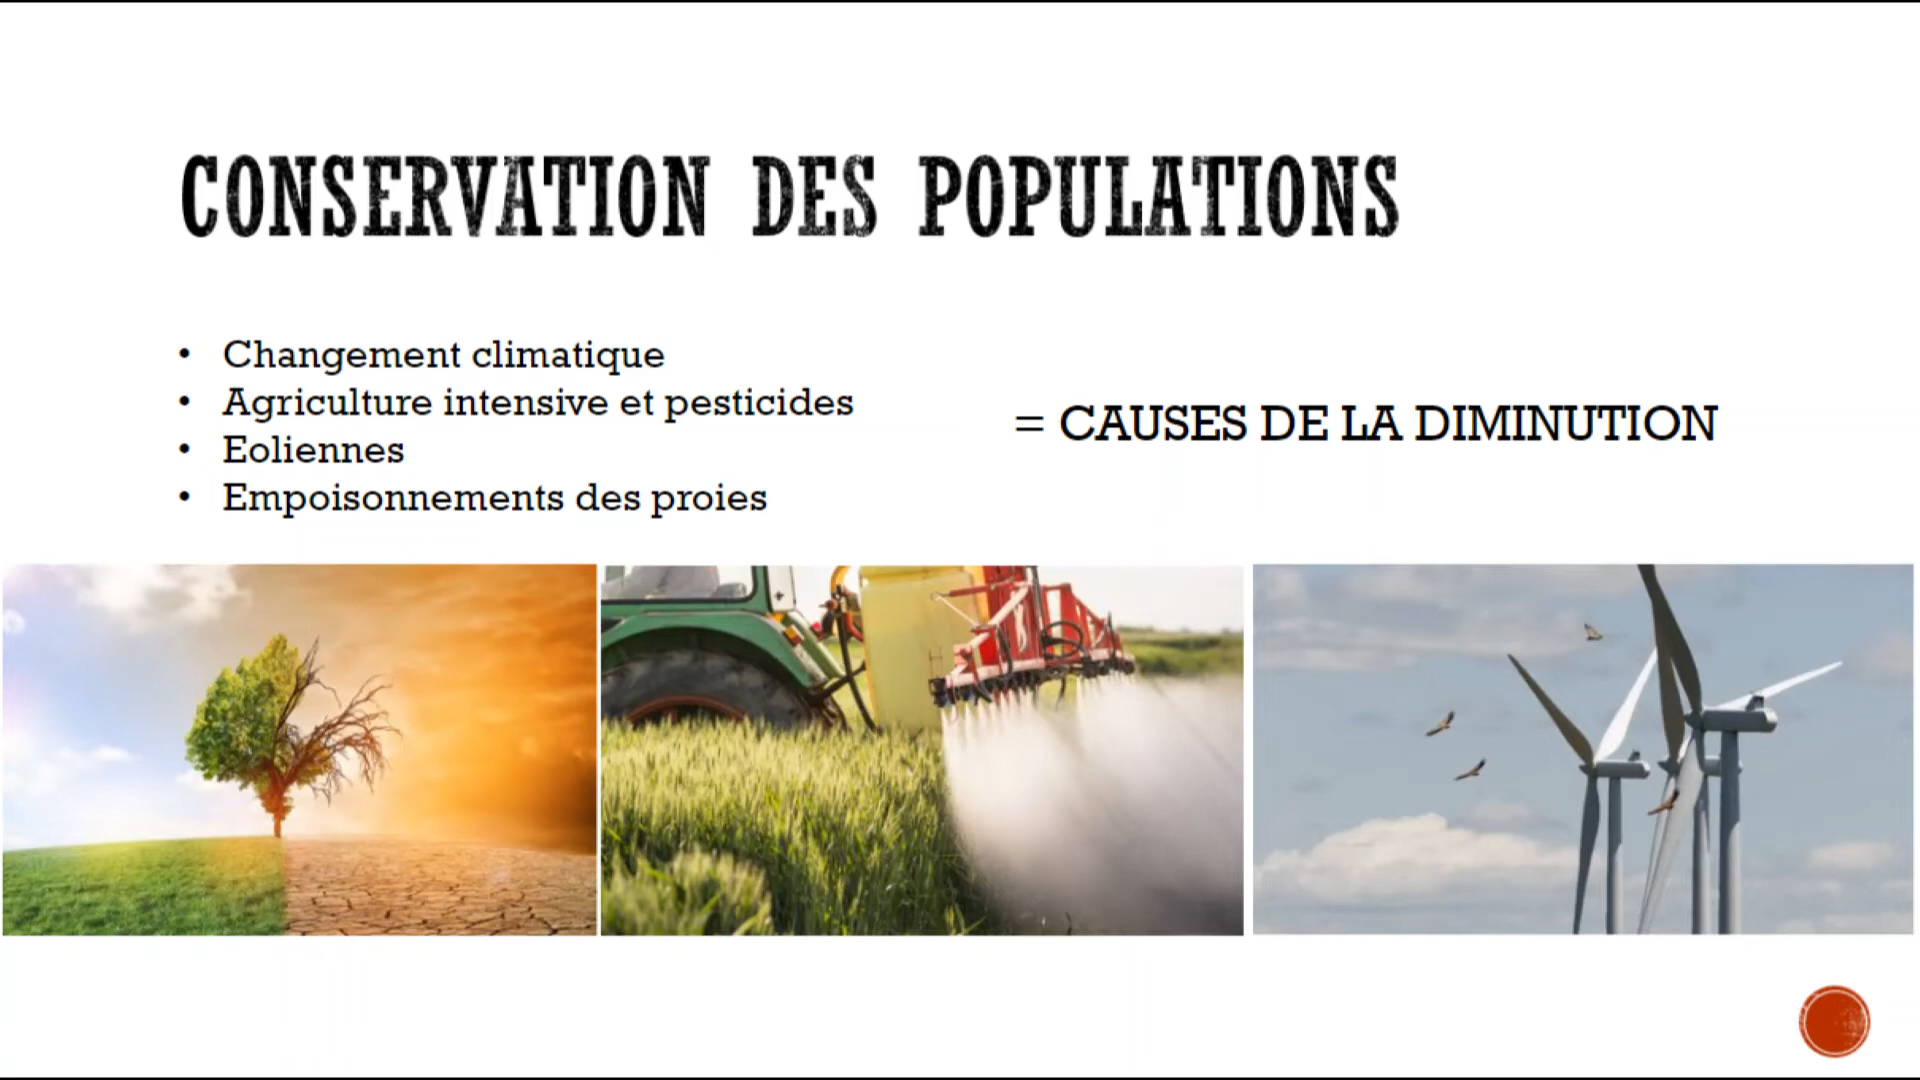 CONSERVATION DES POPULATIONS
• Changement climatique
• Agriculture intensive et pesticides
• Eoliennes
• Empoisonnements des proies
= CAUSES DE LA DIMINUTION